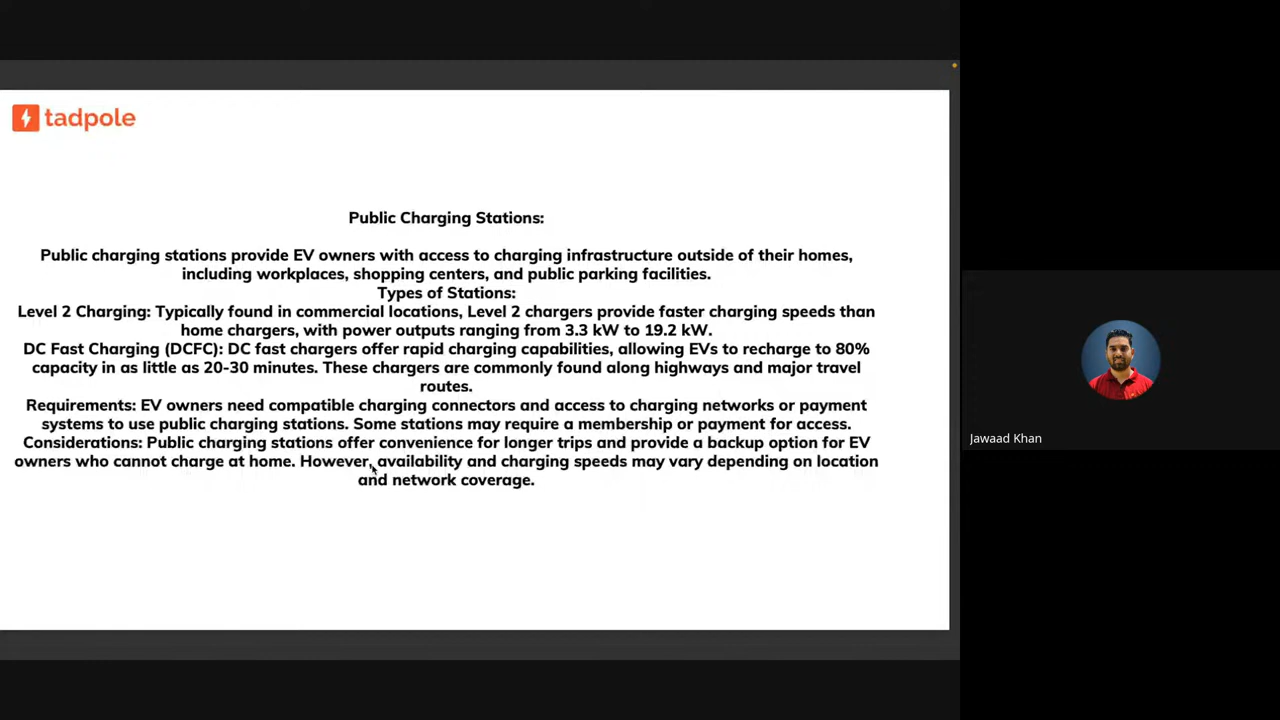 tadpole
Public Charging Stations:
Public charging stations provide EV owners with access to charging infrastructure outside of their homes,
including workplaces, shopping centers, and public parking facilities.
Types of Stations:
Level 2 Charging: Typically found in commercial locations, Level 2 chargers provide faster charging speeds than
home chargers, with power outputs ranging from 3.3 kW to 19.2 kW.
DC Fast Charging (DCFC): DC fast chargers offer rapid charging capabilities, allowing EVs to recharge to 80%
capacity in as little as 20-30 minutes. These chargers are commonly found along highways and major travel
routes.
Requirements: EV owners need compatible charging connectors and access to charging networks or payment
systems to use public charging stations. Some stations may require a membership or payment for access.
Considerations: Public charging stations offer convenience for longer trips and provide a backup option for EV
owners who cannot charge at home. However, availability and charging speeds may vary depending on location
and network coverage.
Jawaad Khan